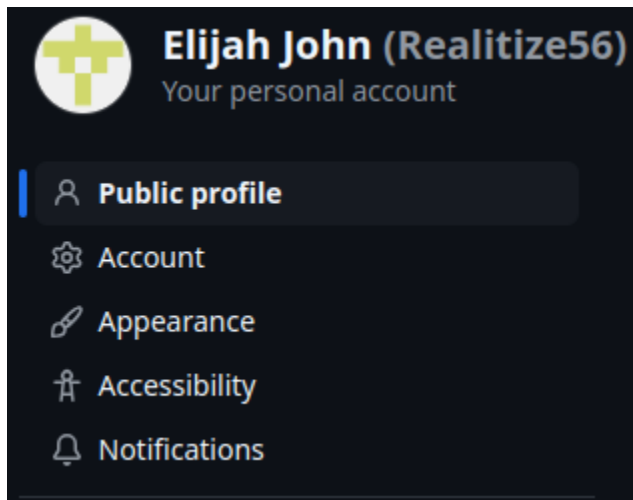 Elijah John (Realitize56)
Your personal account
Public profile
Account
Appearance
Accessibility
Notifications